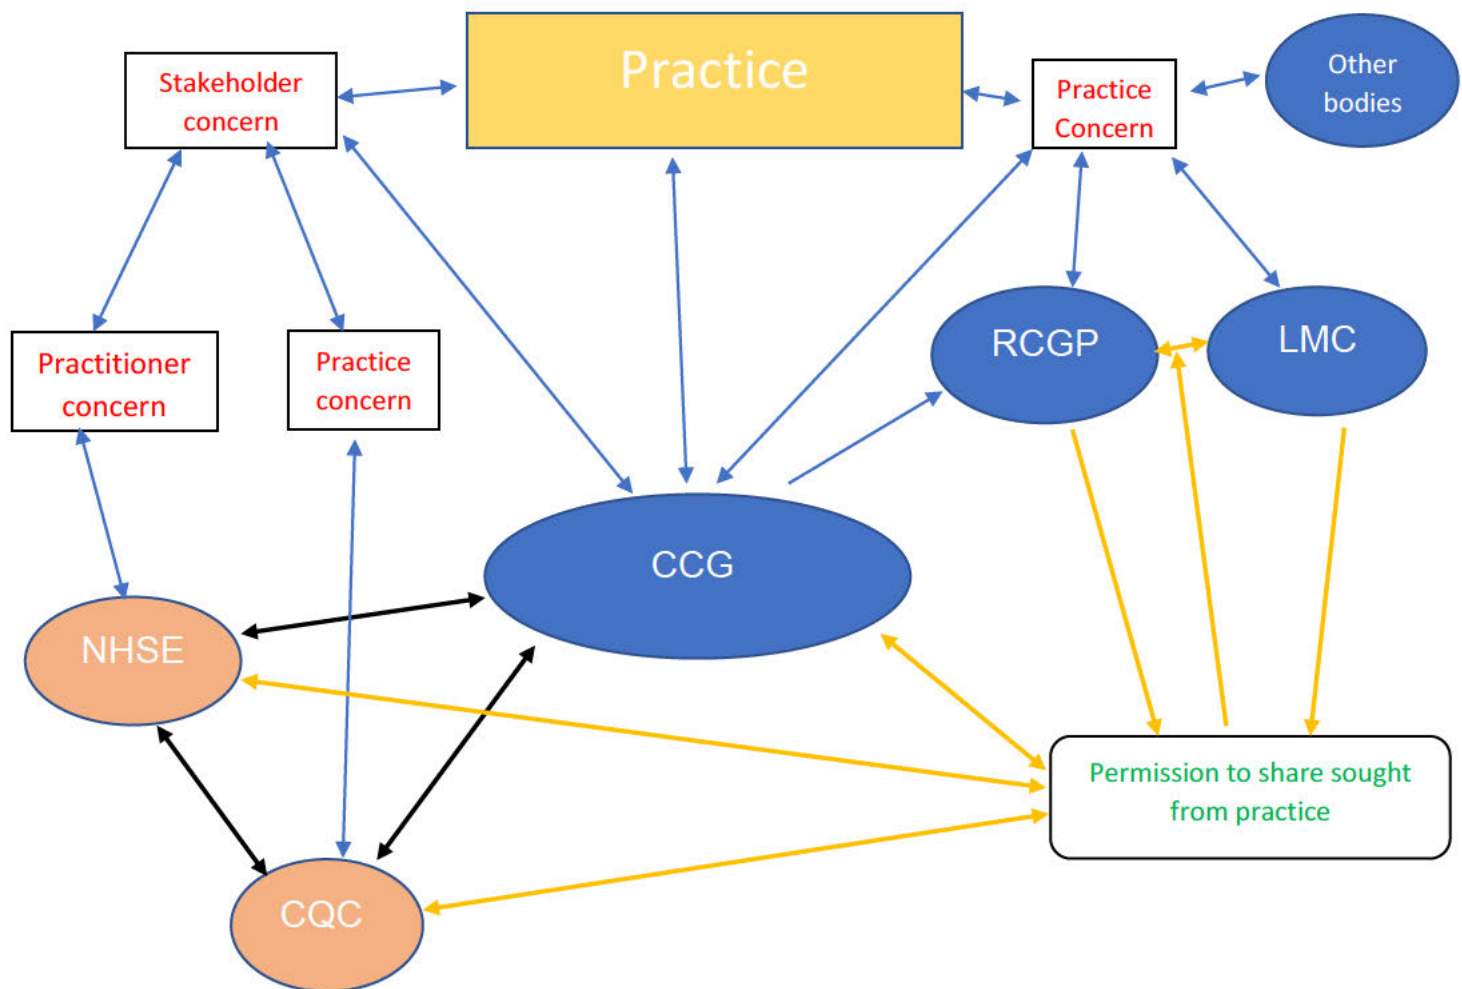 Practice
Stakeholder
concern
Practice
Concern
Other
bodies
Practitioner
concern
Practice
concern
RCGP
LMC
CCG
NHSE
Permission to share sought
from practice
CQC